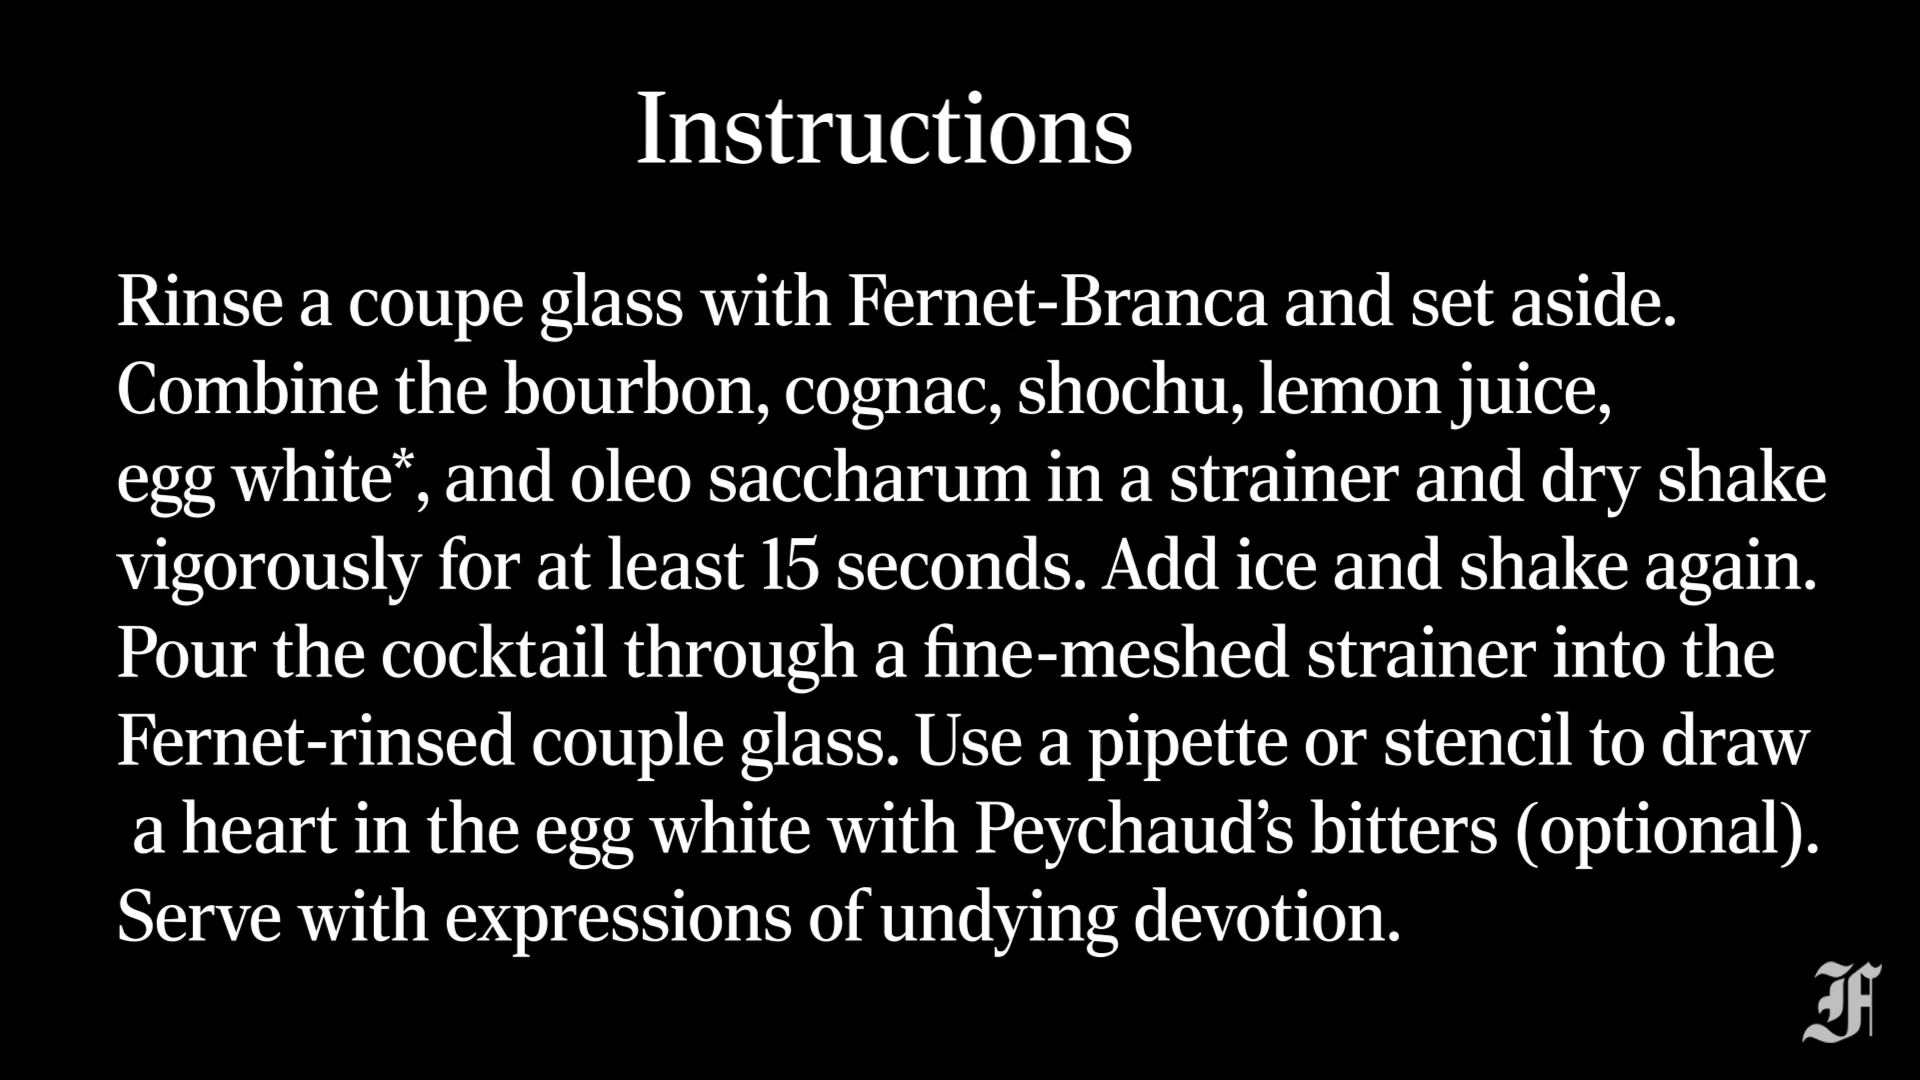 Instructions
Rinse a coupe glass with Fernet-Branca and set aside.
Combine the bourbon, cognac, shochu, lemon juice,
egg white*, and oleo saccharum in a strainer and dry shake
vigorously for at least 15 seconds. Add ice and shake again.
Pour the cocktail through a fine-meshed strainer into the
Fernet-rinsed couple glass. Use a pipette or stencil to draw
a heart in the egg white with Peychaud’s bitters (optional).
Serve with expressions of undying devotion.
F